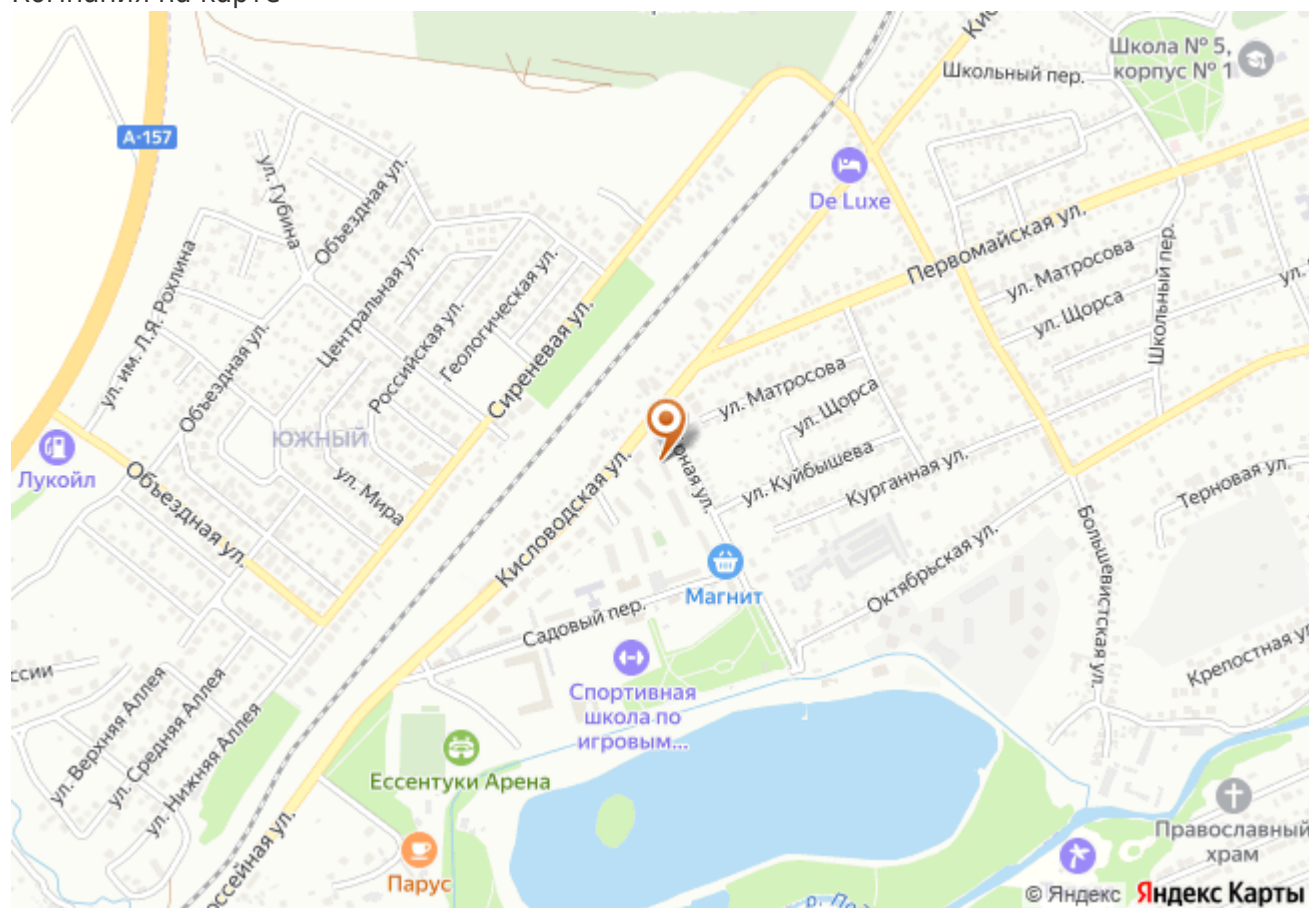 Компания на карте
Школа № 5,
корпус № 1
Школьный пер.
А-157
De Luxe
ул. Губина
Объездная ул.
Первомайская ул.
ул. Матросова
ул. Щорса
Школьный пер.
ул. им. Л.Я. Рохлина
Центральная ул.
Геологическая ул.
Российская ул.
Сиреневая ул.
Объездная ул.
ул. Матросова
ул. Щорса
ул. Куйбышева
Курганная ул.
Терновая ул.
ЮЖНЫЙ
ул. Мира
Лукойл
Объездная ул.
Кисловодская ул.
Магнит
Октябрьская ул.
Большевистская ул.
Садовый пер.
Спортивная
школа по
игровым...
Крепостная
ул. Верхняя Аллея
ул. Средняя Аллея
ул. Нижняя Аллея
Ессентуки Арена
Парус
Православный
храм
© Яндекс Яндекс Карты